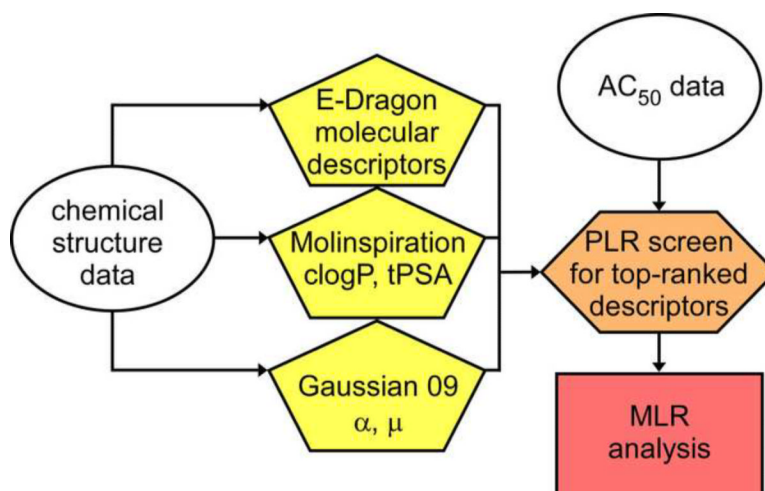 chemical
structure
data
E-Dragon
molecular
descriptors
Molinspiration
clogP, tPSA
Gaussian 09
α, μ
AC50 data
PLR screen
for top-ranked
descriptors
MLR
analysis